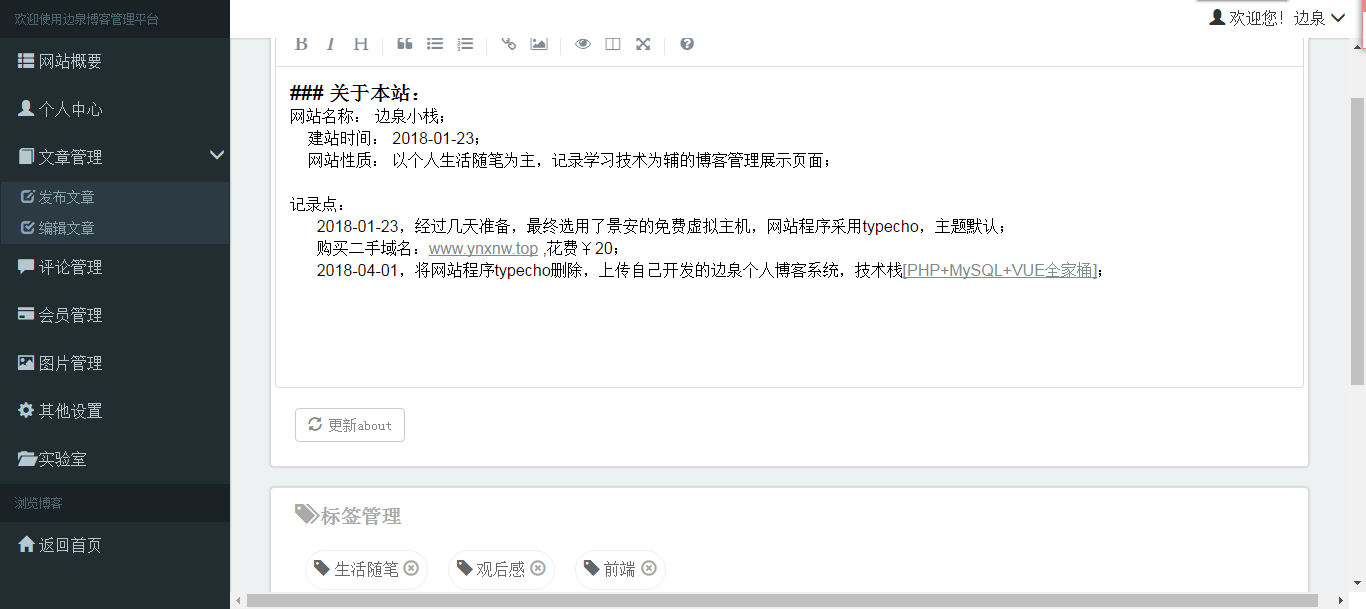 欢迎使用边泉博客管理平台
欢迎您！边泉
网站概要
个人中心
文章管理
发布文章
编辑文章
评论管理
会员管理
图片管理
其他设置
实验室
浏览博客
返回首页
B I H
### 关于本站：
网站名称： 边泉小栈；
建站时间： 2018-01-23；
网站性质： 以个人生活随笔为主，记录学习技术为辅的博客管理展示页面；
记录点：
2018-01-23，经过几天准备，最终选用了景安的免费虚拟主机，网站程序采用typecho，主题默认；
购买二手域名：www.ynxnw.top ,花费￥20；
2018-04-01，将网站程序typecho删除，上传自己开发的边泉个人博客系统，技术栈[PHP+MySQL+VUE全家桶]；
更新about
标签管理
生活随笔 观后感 前端